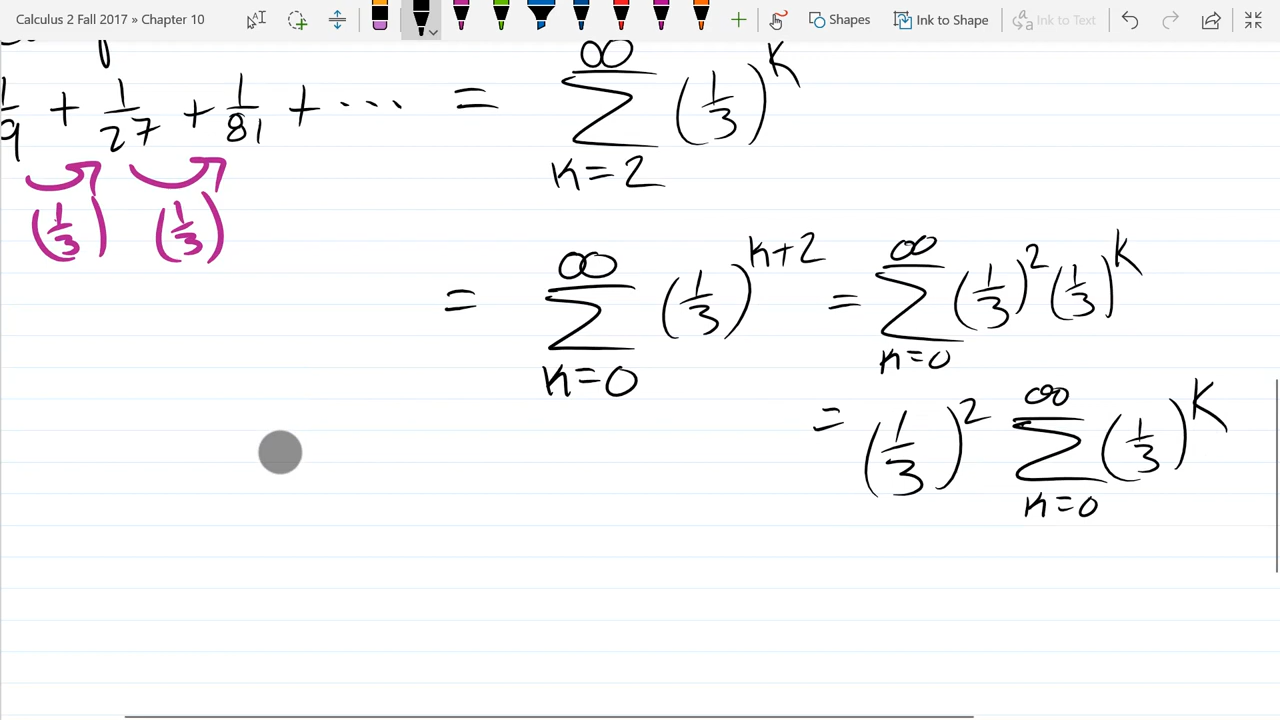 Calculus 2 Fall 2017 » Chapter 10 Shapes Ink to Shape Ink to Text
1/9 + 1/27 + 1/81 + ⋯ = ∑_{k=2}^{∞} (1/3)^k
(1/3) (1/3)
= ∑_{k=0}^{∞} (1/3)^{k+2} = ∑_{k=0}^{∞} (1/3)^2 (1/3)^k
= (1/3)^2 ∑_{k=0}^{∞} (1/3)^k